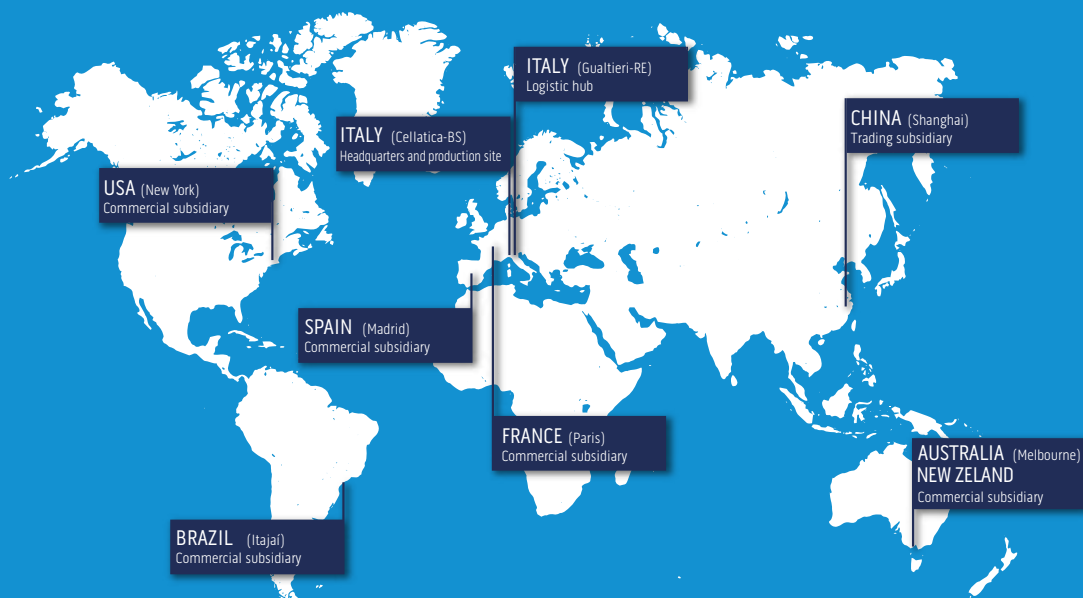 ITALY (Gualtieri-RE)
Logistic hub
ITALY (Cellatica-BS)
Headquarters and production site
CHINA (Shanghai)
Trading subsidiary
USA (New York)
Commercial subsidiary
SPAIN (Madrid)
Commercial subsidiary
FRANCE (Paris)
Commercial subsidiary
AUSTRALIA (Melbourne)
NEW ZELAND
Commercial subsidiary
BRAZIL (Itajaí)
Commercial subsidiary